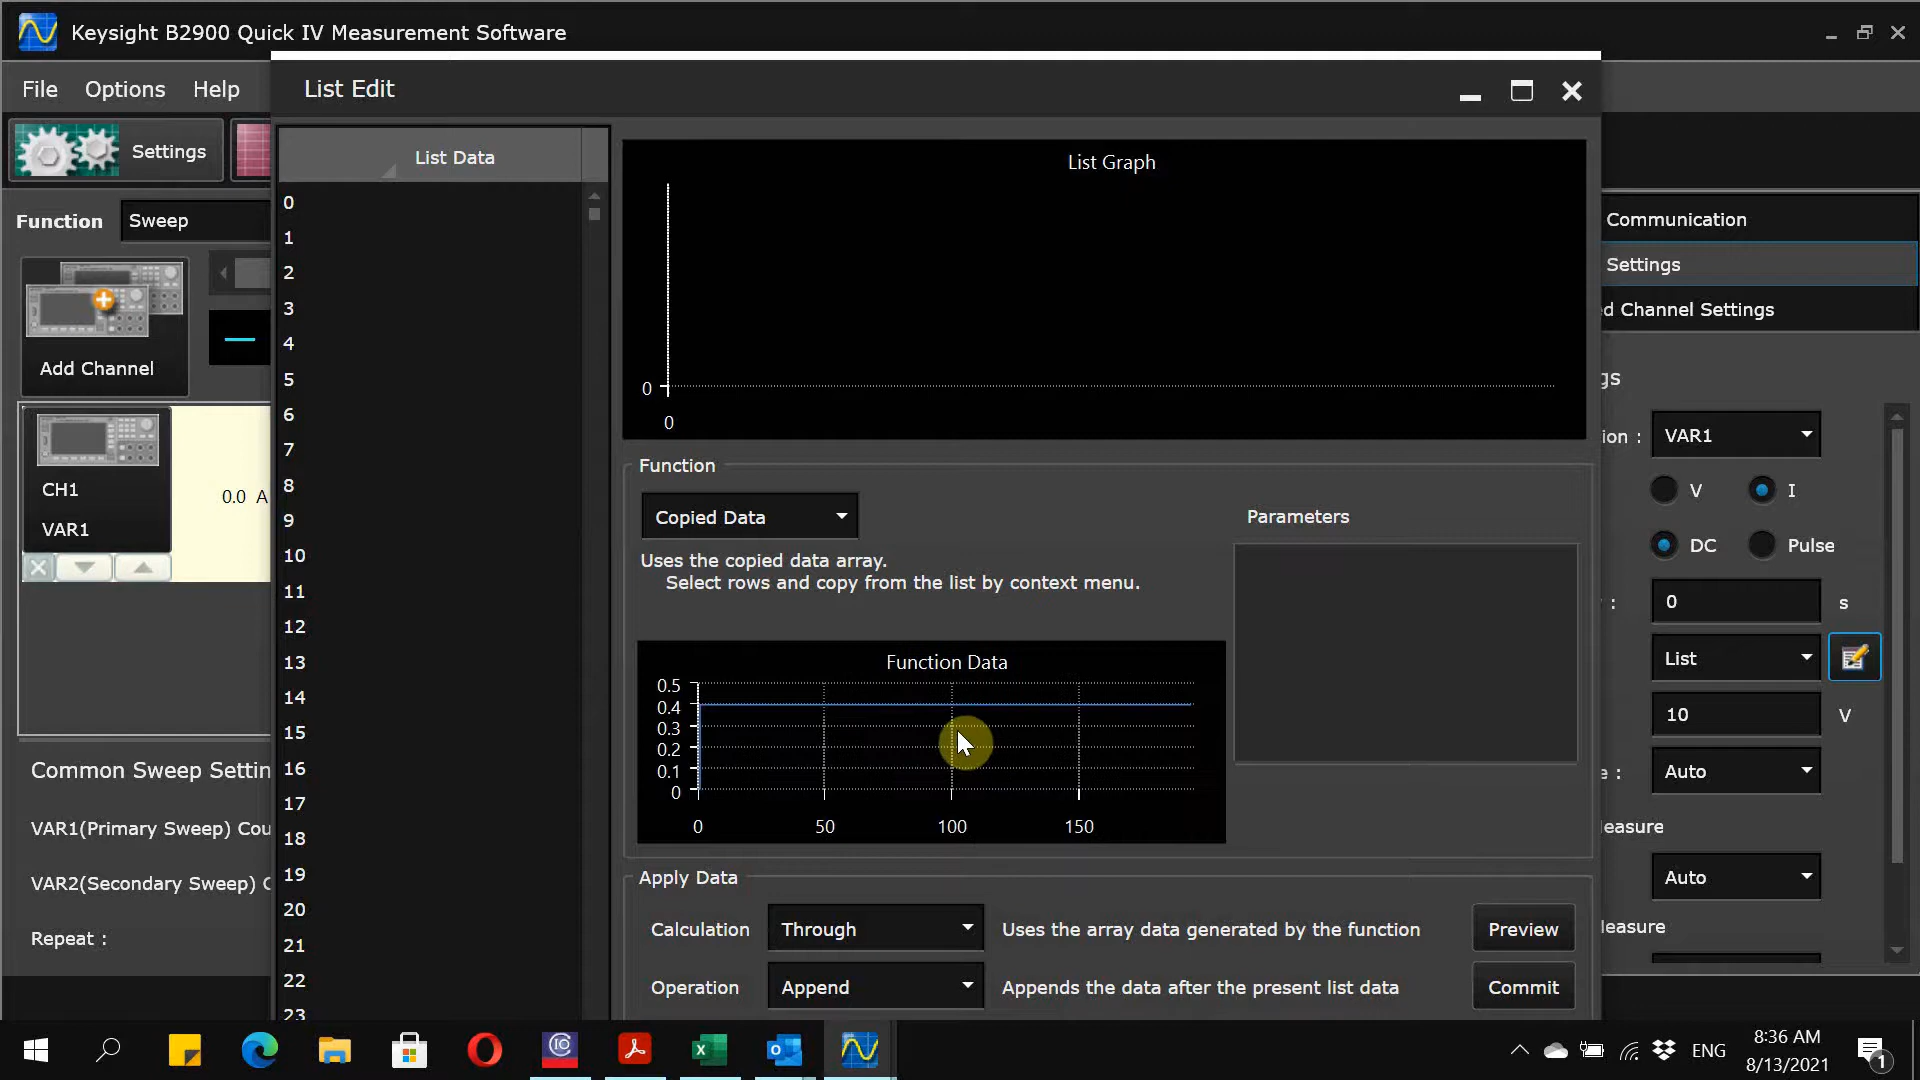 Keysight B2900 Quick IV Measurement Software
File Options Help
List Edit
Settings
List Data
List Graph
0
0
Function Sweep
Add Channel
CH1
VAR1
0.0 A
Common Sweep Settin
VAR1(Primary Sweep) Cou
VAR2(Secondary Sweep) C
Repeat :
0
1
2
3
4
5
6
7
8
9
10
11
12
13
14
15
16
17
18
19
20
21
22
23
Function
Copied Data
Parameters
Uses the copied data array.
Select rows and copy from the list by context menu.
Function Data
0.5
0.4
0.3
0.2
0.1
0
0 50 100 150
Apply Data
Calculation Through Uses the array data generated by the function Preview
Operation Append Appends the data after the present list data Commit
Communication
Settings
d Channel Settings
gs
ion : VAR1
V I
DC Pulse
: 0 s
List
10 V
e : Auto
easure
Auto
easure
ENG
8:36 AM
8/13/2021
1